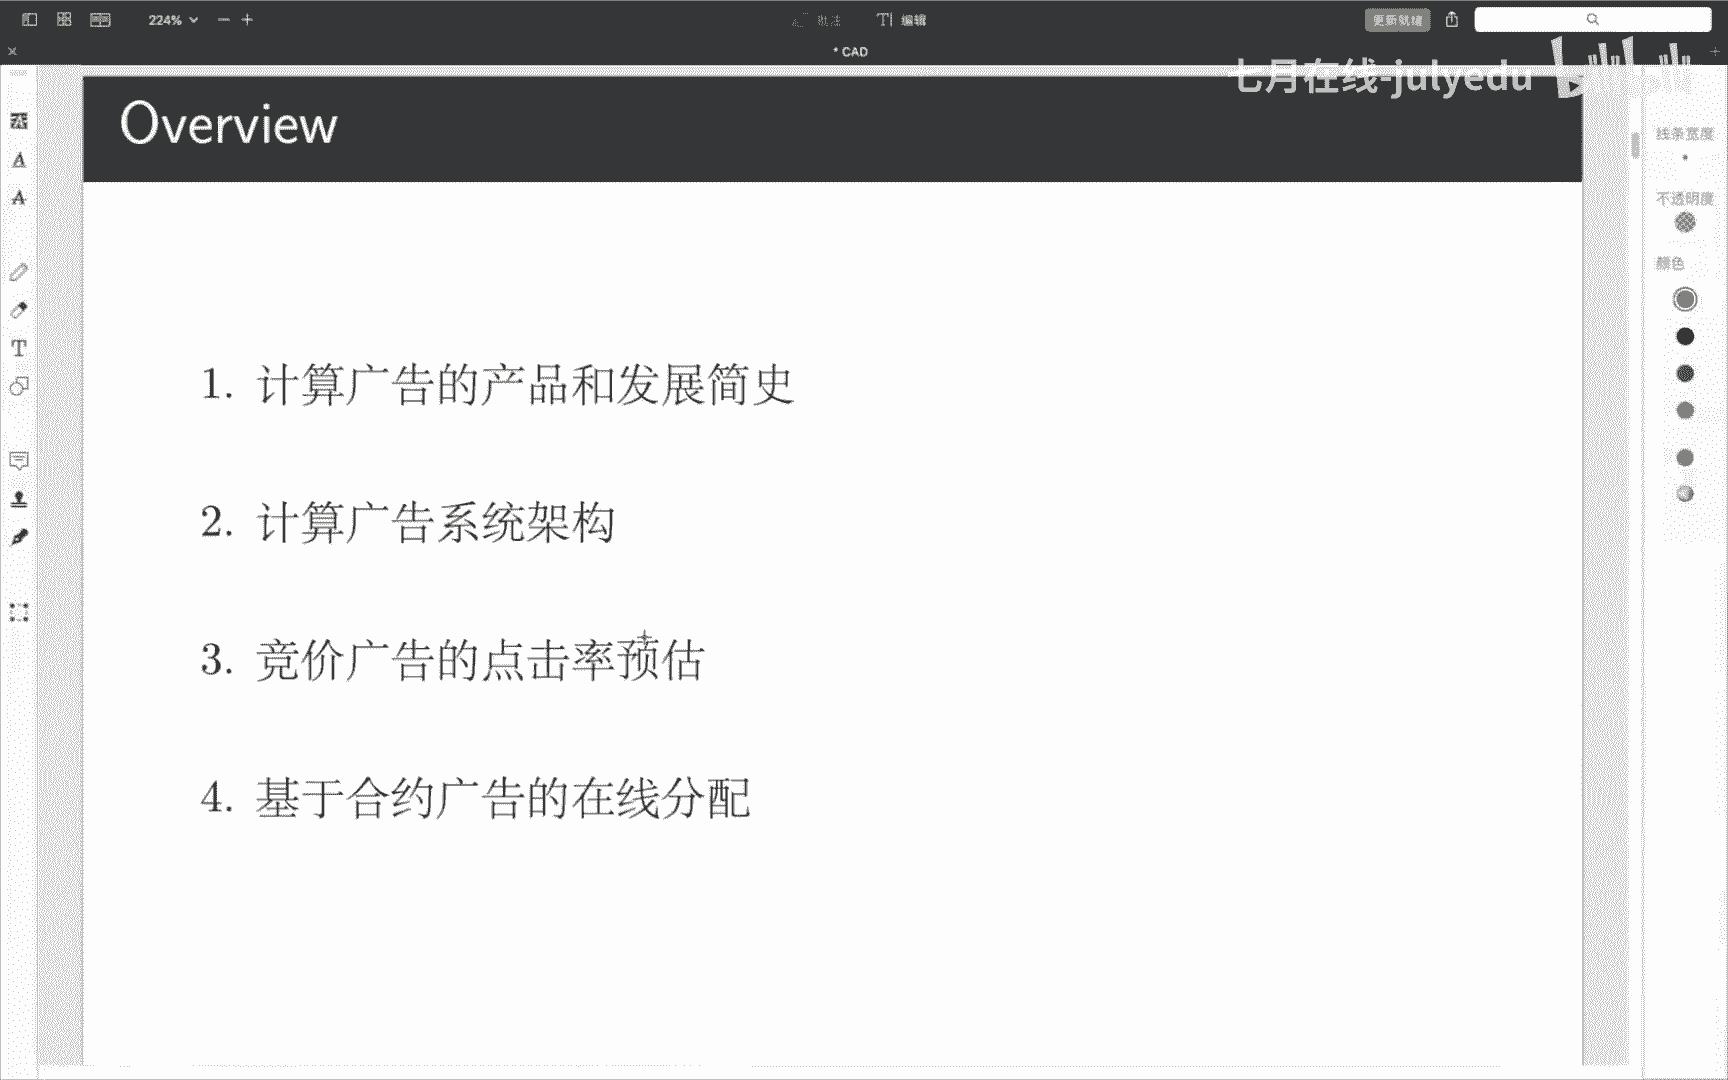 224%
批注
编辑
更新就绪
* CAD
七月在线-julyedu
bilibili
Overview
线条宽度
不透明度
颜色
1. 计算广告的产品和发展简史
2. 计算广告系统架构
3. 竞价广告的点击率预估
4. 基于合约广告的在线分配